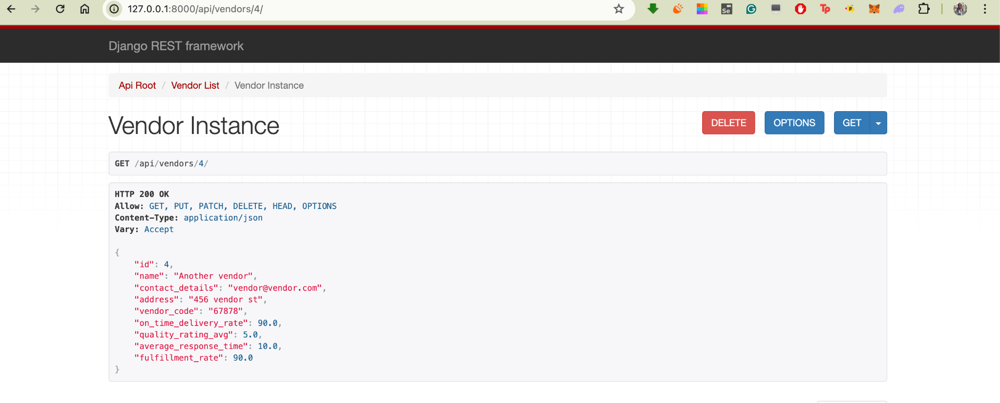 127.0.0.1:8000/api/vendors/4/
Se
Tp
F
Django REST framework
Api Root / Vendor List / Vendor Instance
Vendor Instance
DELETE
OPTIONS
GET
GET /api/vendors/4/
HTTP 200 OK
Allow: GET, PUT, PATCH, DELETE, HEAD, OPTIONS
Content-Type: application/json
Vary: Accept
{
    "id": 4,
    "name": "Another vendor",
    "contact_details": "vendor@vendor.com",
    "address": "456 vendor st",
    "vendor_code": "67878",
    "on_time_delivery_rate": 90.0,
    "quality_rating_avg": 5.0,
    "average_response_time": 10.0,
    "fulfillment_rate": 90.0
}